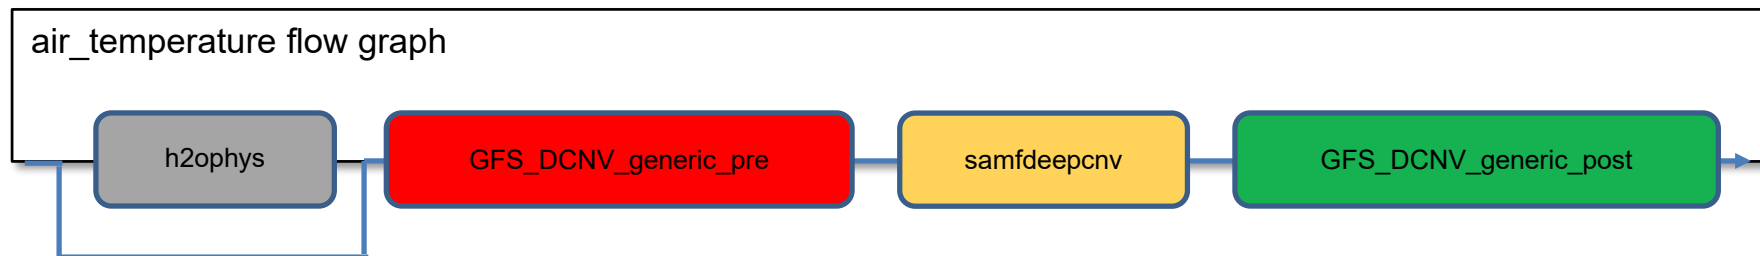 air_temperature flow graph
h2ophys
GFS_DCNV_generic_pre
samfdeepcnv
GFS_DCNV_generic_post